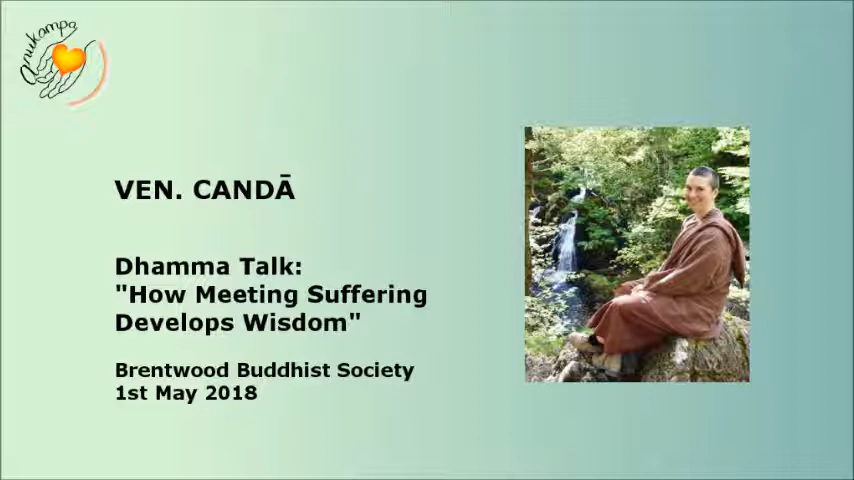 Anukampa
VEN. CANDĀ
Dhamma Talk:
"How Meeting Suffering
Develops Wisdom"
Brentwood Buddhist Society
1st May 2018